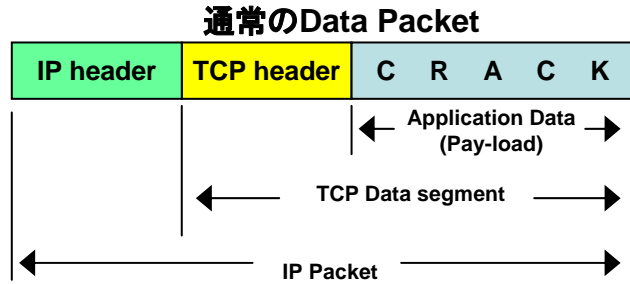 通常のData Packet
IP header TCP header C R A C K
Application Data
(Pay-load)
TCP Data segment
IP Packet